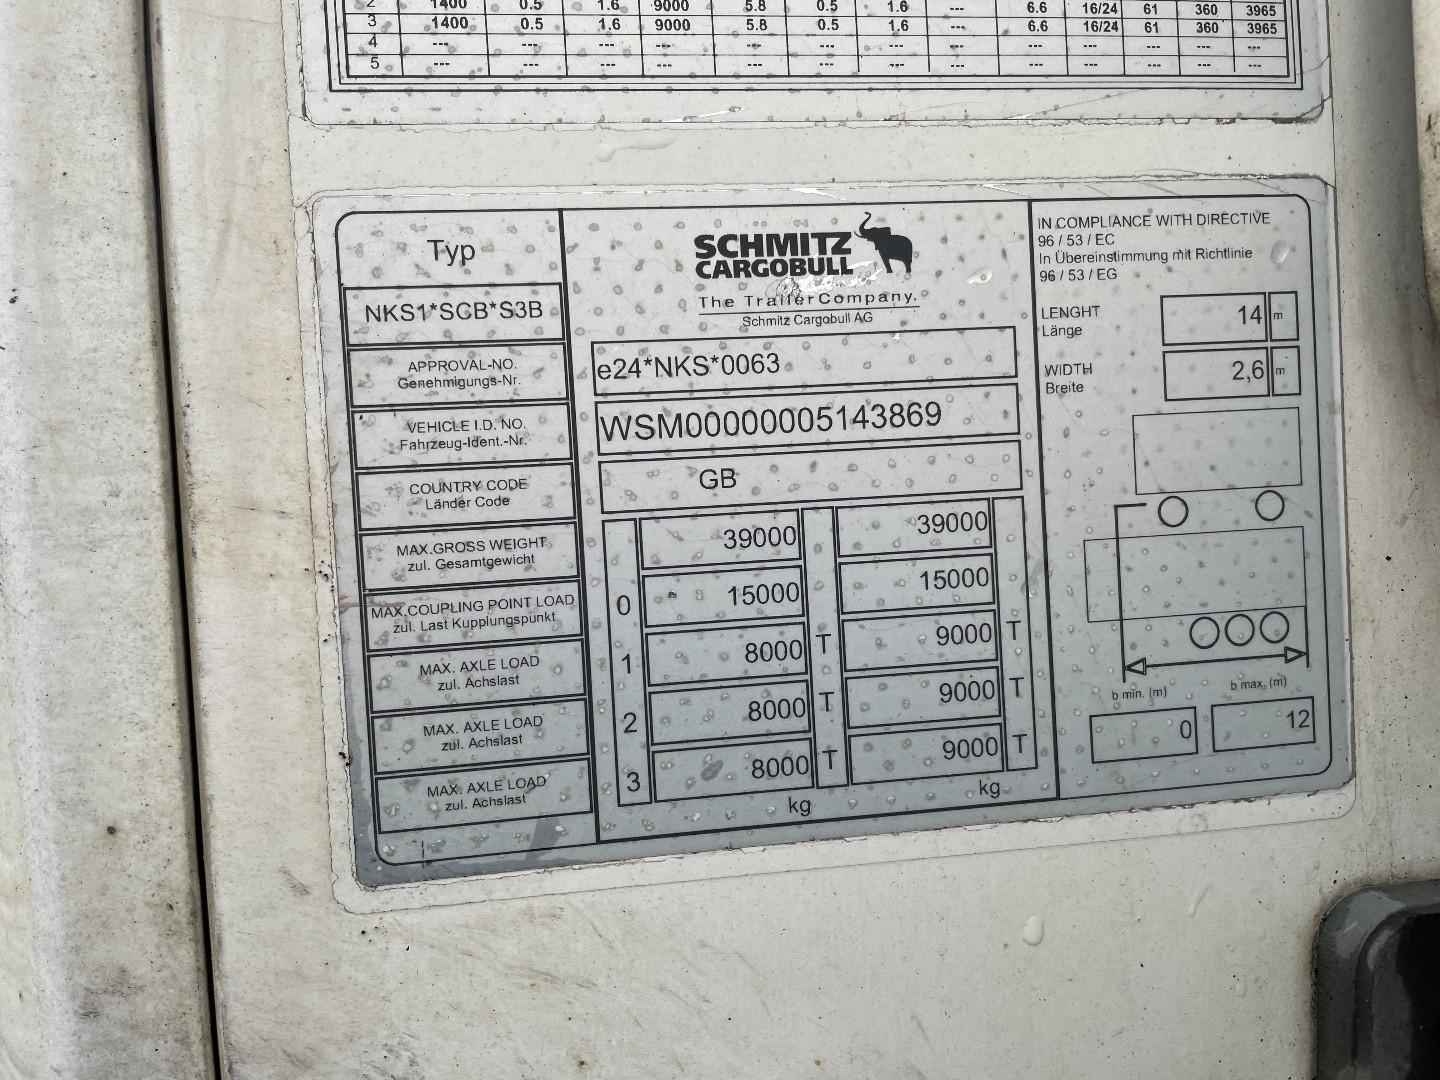 2 1400 0.5 1.6 9000 5.8 0.5 1.6 --- 6.6 16/24 61 360 3965
3 1400 0.5 1.6 9000 5.8 0.5 1.6 --- 6.6 16/24 61 360 3965
4 --- --- --- --- --- --- --- --- --- --- --- --- ---
5 --- --- --- --- --- --- --- --- --- --- --- --- ---
Typ
NKS1*SCB*S3B
APPROVAL-NO.
Genehmigungs-Nr.
VEHICLE I.D. NO.
Fahrzeug-Ident.-Nr.
COUNTRY CODE
Länder Code
MAX.GROSS WEIGHT
zul. Gesamtgewicht
MAX.COUPLING POINT LOAD
zul. Last Kupplungspunkt
MAX. AXLE LOAD
zul. Achslast
MAX. AXLE LOAD
zul. Achslast
MAX. AXLE LOAD
zul. Achslast
SCHMITZ
CARGOBULL
The Trailer Company.
Schmitz Cargobull AG
e24*NKS*0063
WSM00000005143869
GB
39000 39000
0 15000 15000
1 8000 T 9000 T
2 8000 T 9000 T
3 8000 T 9000 T
kg kg
IN COMPLIANCE WITH DIRECTIVE
96 / 53 / EC
In Übereinstimmung mit Richtlinie
96 / 53 / EG
LENGHT
Länge
14 m
WIDTH
Breite
2,6 m
b min. (m) b max. (m)
0 12